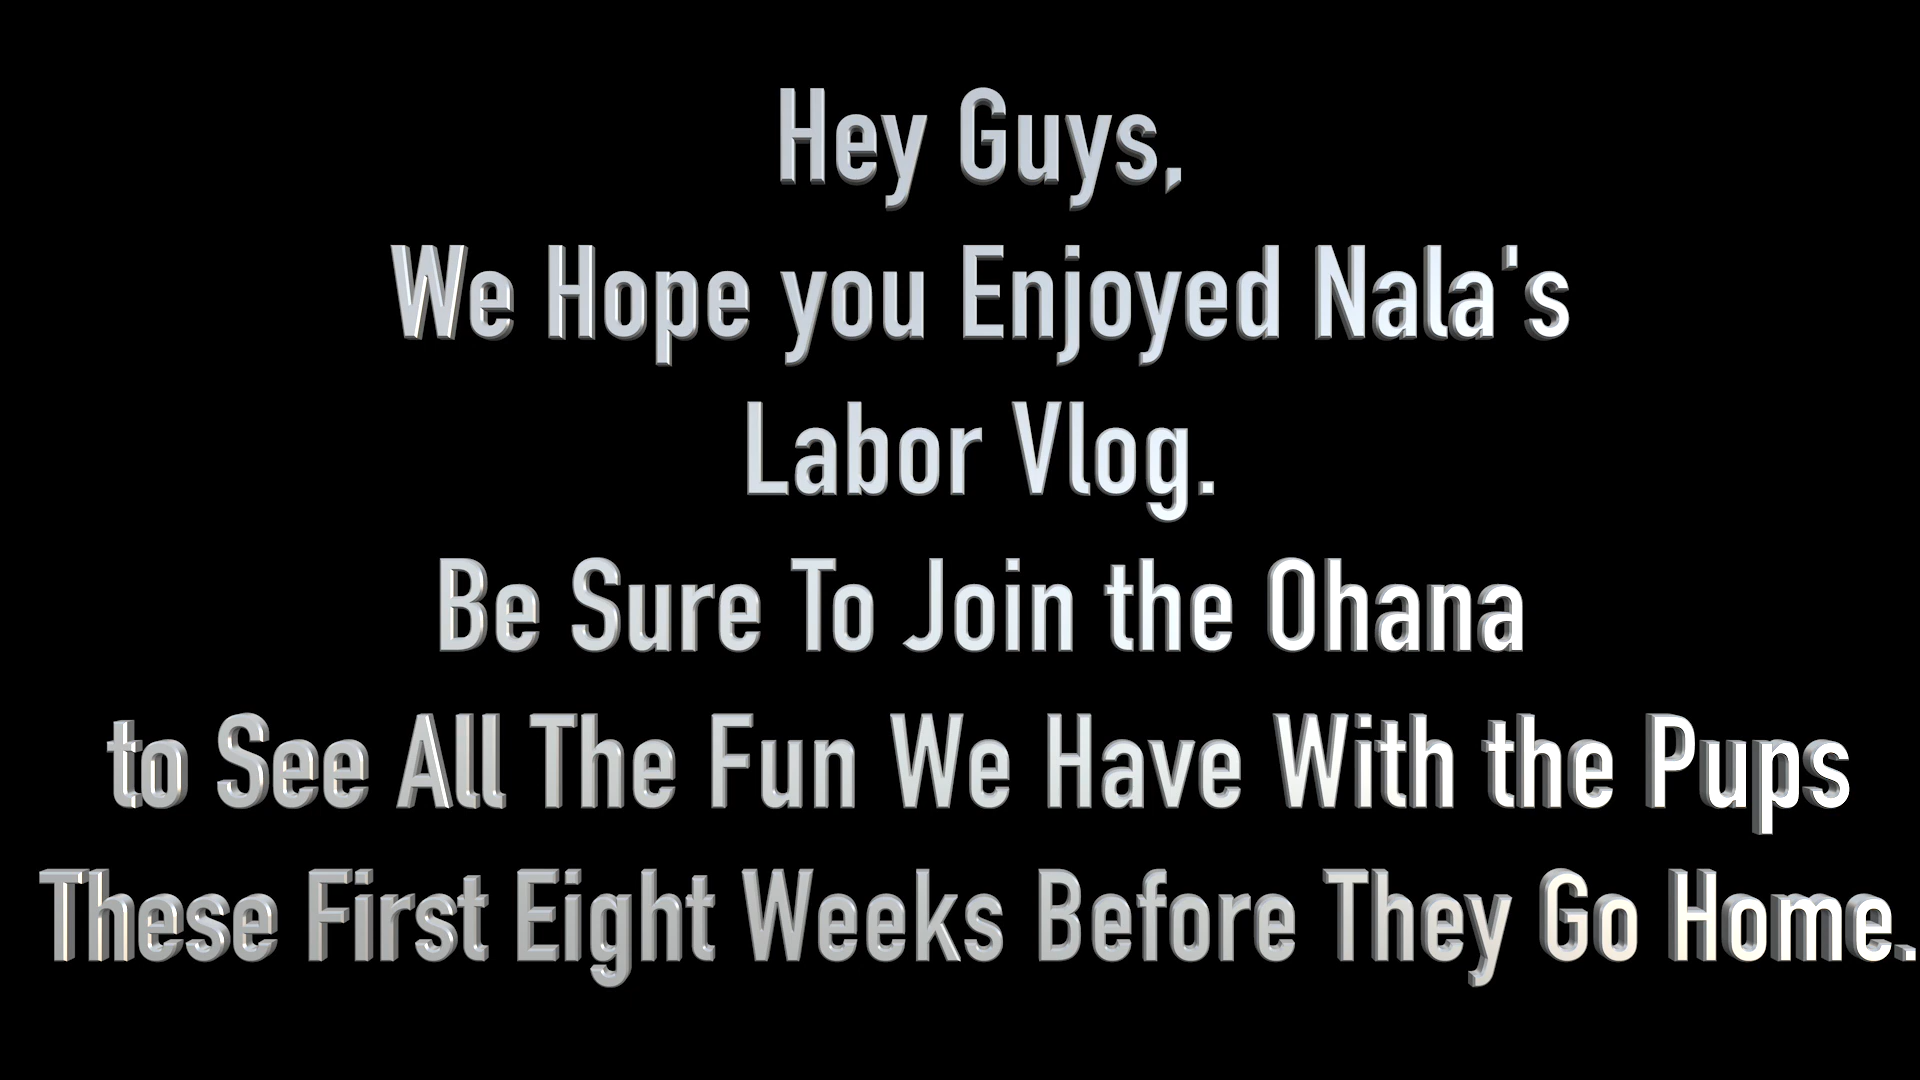 Hey Guys,
We Hope you Enjoyed Nala's
Labor Vlog.
Be Sure To Join the Ohana
to See All The Fun We Have With the Pups
These First Eight Weeks Before They Go Home.